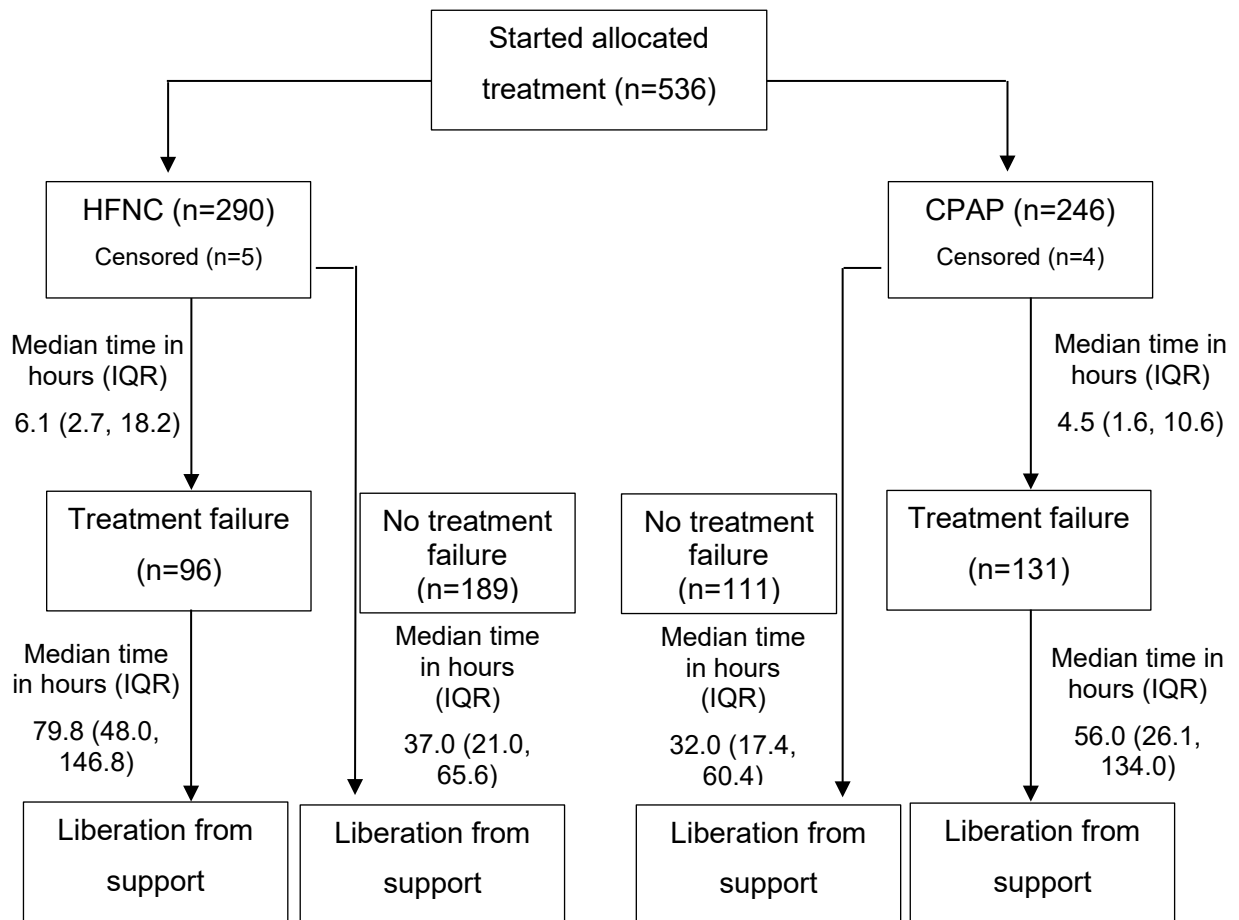 Started allocated
treatment (n=536)
HFNC (n=290)
Censored (n=5)
CPAP (n=246)
Censored (n=4)
Median time in
hours (IQR)
6.1 (2.7, 18.2)
Median time in
hours (IQR)
4.5 (1.6, 10.6)
Treatment failure
(n=96)
No treatment
failure
(n=189)
No treatment
failure
(n=111)
Treatment failure
(n=131)
Median time
in hours (IQR)
79.8 (48.0,
146.8)
Median time
in hours
(IQR)
37.0 (21.0,
65.6)
Median time
in hours
(IQR)
32.0 (17.4,
60.4)
Median time in
hours (IQR)
56.0 (26.1,
134.0)
Liberation from
support
Liberation from
support
Liberation from
support
Liberation from
support